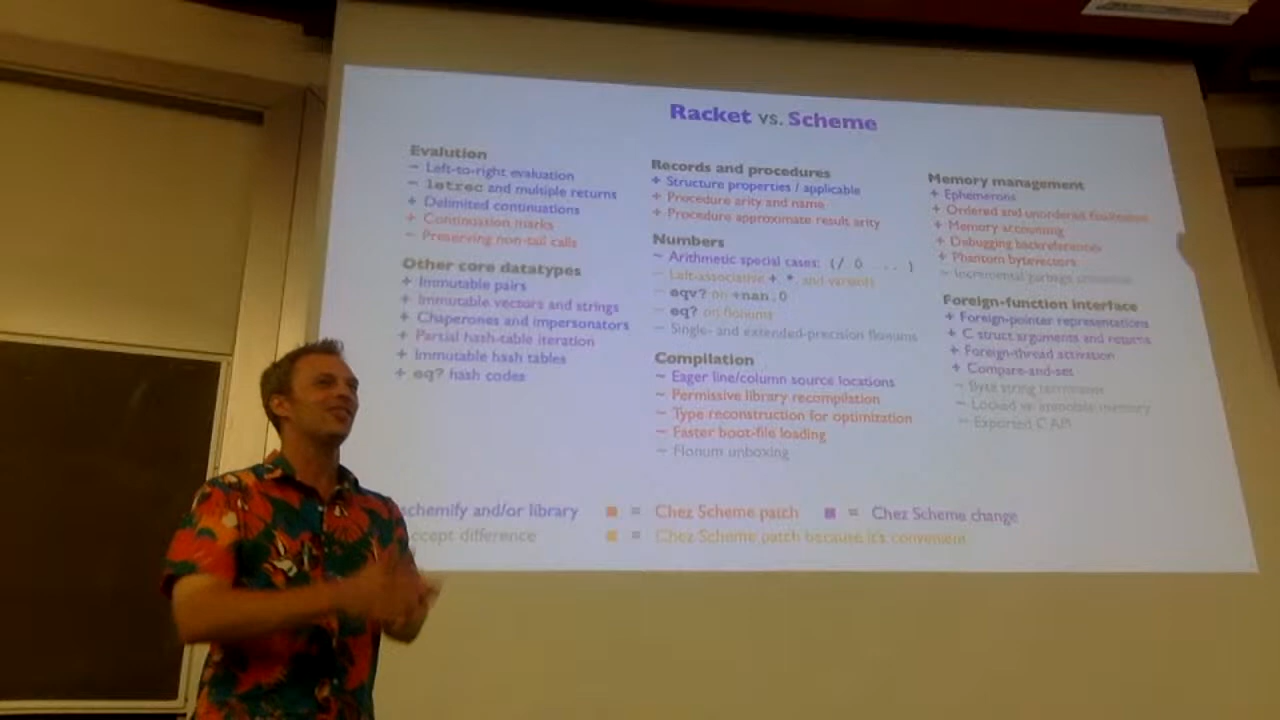 Racket vs. Scheme
Evalution
~ Left-to-right evaluation
~ letrec and multiple returns
+ Delimited continuations
+ Continuation marks
~ Preserving non-tail calls
Other core datatypes
+ Immutable pairs
+ Immutable vectors and strings
+ Chaperones and impersonators
+ Partial hash-table iteration
+ Immutable hash tables
+ eq? hash codes
Records and procedures
+ Structure properties / applicable
+ Procedure arity and name
+ Procedure approximate result arity
Numbers
~ Arithmetic special cases: (/ 0 ... )
~ Left-associative +, *, and variants
~ eqv? on +nan.0
~ eq? on flonums
~ Single- and extended-precision flonums
Compilation
~ Eager line/column source locations
~ Permissive library recompilation
~ Type reconstruction for optimization
~ Faster boot-file loading
~ Flonum unboxing
Memory management
+ Ephemerons
+ Ordered and unordered finalization
+ Memory accounting
+ Debugging backreferences
+ Phantom bytevectors
~ Incremental garbage
Foreign-function interface
+ Foreign-pointer representations
+ C struct arguments and returns
+ Foreign-thread activation
+ Compare-and-set
~ Byte string terminators
~ Locked vs. immobile memory
~ Exported C API
schemify and/or library = Chez Scheme patch = Chez Scheme change
ccept difference = Chez Scheme patch because it's convenient